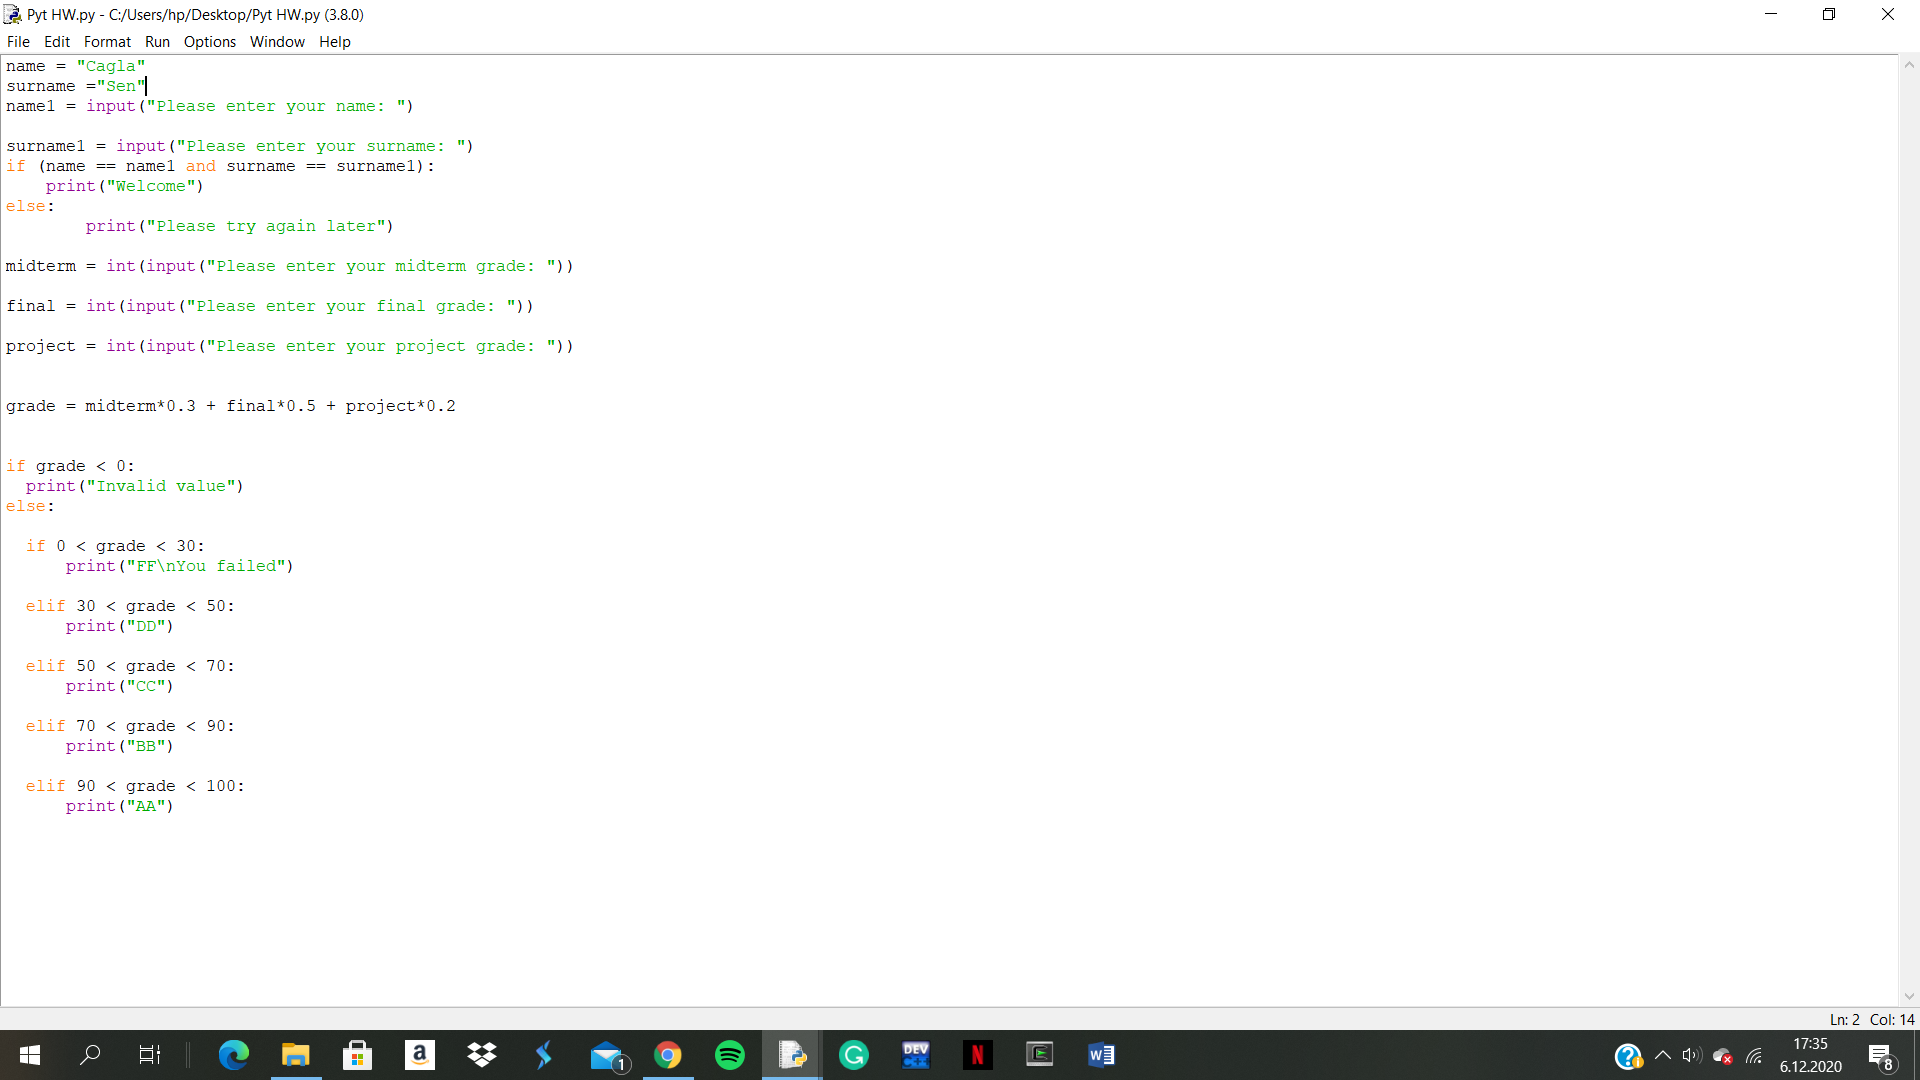 Pyt HW.py - C:/Users/hp/Desktop/Pyt HW.py (3.8.0)
File Edit Format Run Options Window Help
name = "Cagla"
surname ="Sen"
name1 = input("Please enter your name: ")
surname1 = input("Please enter your surname: ")
if (name == name1 and surname == surname1):
    print("Welcome")
else:
        print("Please try again later")
midterm = int(input("Please enter your midterm grade: "))
final = int(input("Please enter your final grade: "))
project = int(input("Please enter your project grade: "))
grade = midterm*0.3 + final*0.5 + project*0.2
if grade < 0:
  print("Invalid value")
else:
  if 0 < grade < 30:
      print("FF\nYou failed")
  elif 30 < grade < 50:
      print("DD")
  elif 50 < grade < 70:
      print("CC")
  elif 70 < grade < 90:
      print("BB")
  elif 90 < grade < 100:
      print("AA")
Ln: 2 Col: 14
a
1
G
DEV
C++
N
W
17:35
6.12.2020
8